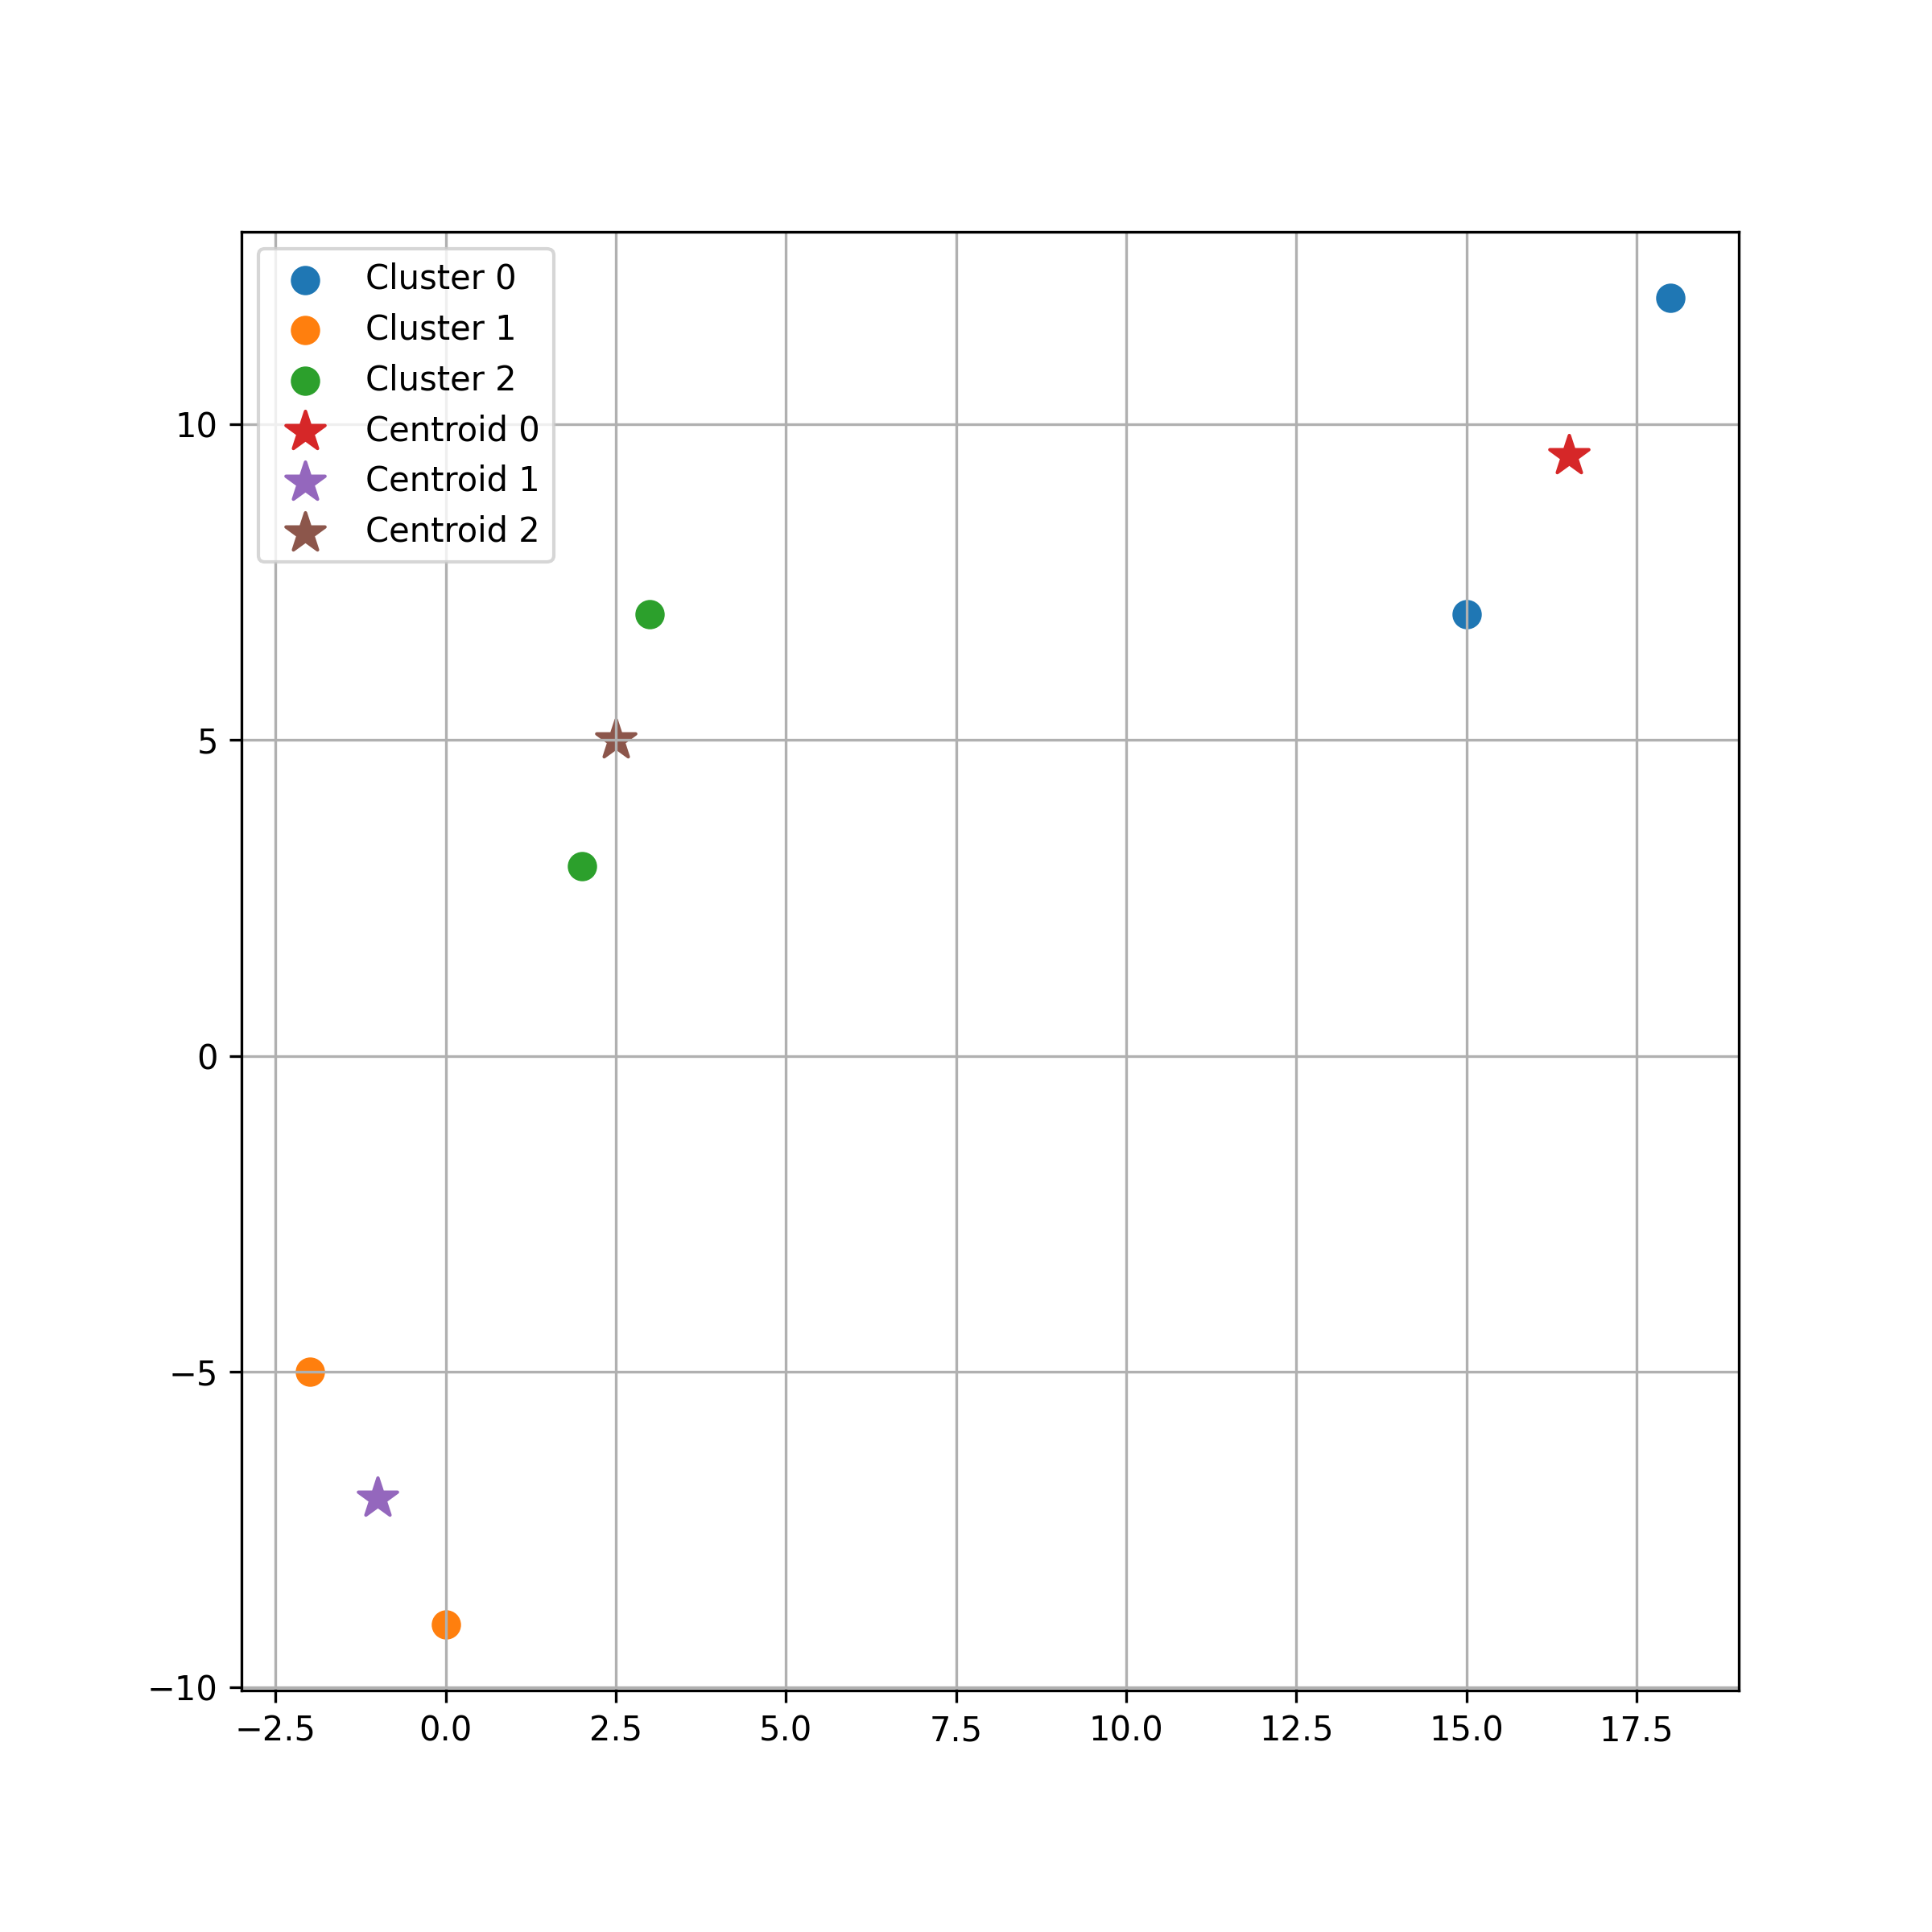 Cluster 0
Cluster 1
Cluster 2
Centroid 0
Centroid 1
Centroid 2
10
5
0
−5
−10
−2.5 0.0 2.5 5.0 7.5 10.0 12.5 15.0 17.5